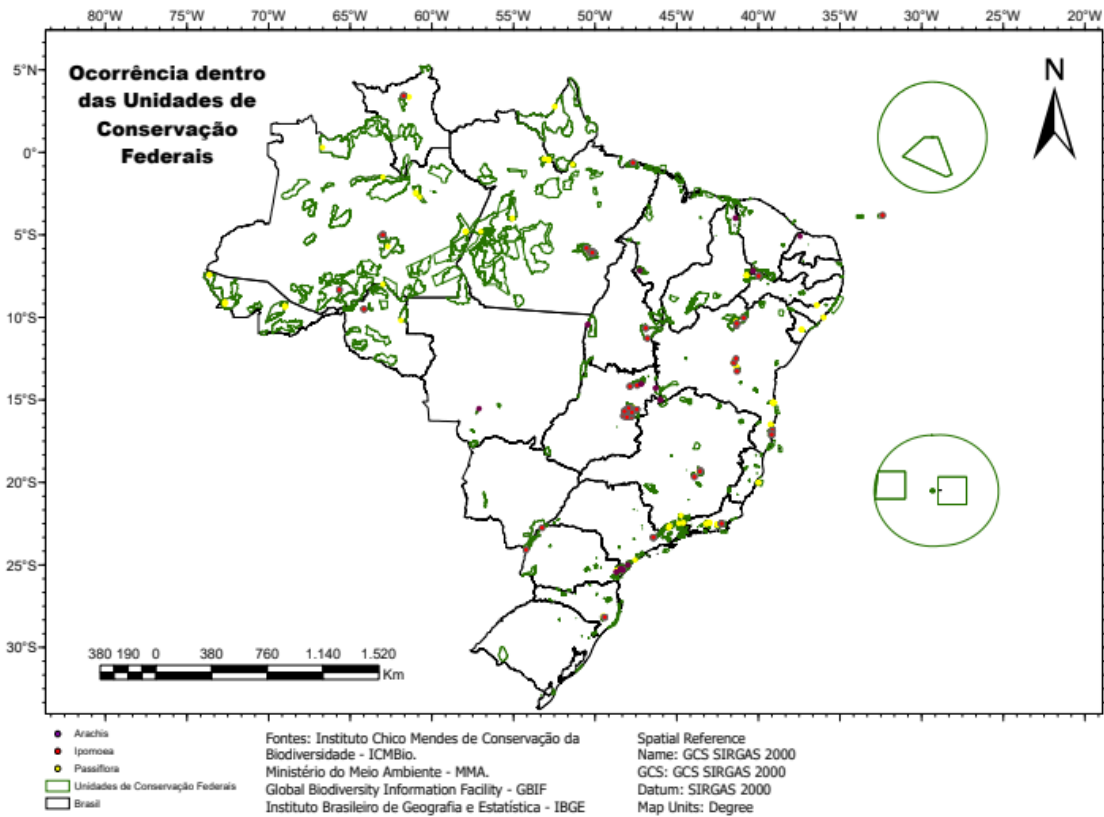 80°W 75°W 70°W 65°W 60°W 55°W 50°W 45°W 40°W 35°W 30°W 25°W 20°W
5°N
0°
5°S
10°S
15°S
20°S
25°S
30°S
Ocorrência dentro
das Unidades de
Conservação
Federais
N
380 190 0 380 760 1.140 1.520
Km
Arachis
Ipomoea
Passiflora
Unidades de Conservação Federais
Brasil
Fontes: Instituto Chico Mendes de Conservação da
Biodiversidade - ICMBio.
Ministério do Meio Ambiente - MMA.
Global Biodiversity Information Facility - GBIF
Instituto Brasileiro de Geografia e Estatística - IBGE
Spatial Reference
Name: GCS SIRGAS 2000
GCS: GCS SIRGAS 2000
Datum: SIRGAS 2000
Map Units: Degree